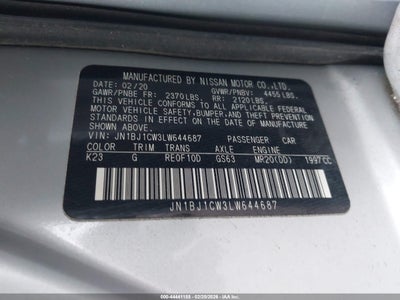 MANUFACTURED BY NISSAN MOTOR CO.,LTD.
DATE: 02/20 GVWR/PNBV: 4455 LBS.
GAWR/PNBE FR: 2370LBS. RR: 2120LBS.
THIS VEHICLE CONFORMS TO ALL APPLICABLE FEDERAL
MOTOR VEHICLE SAFETY, BUMPER, AND THEFT PREVENTION
STANDARDS IN EFFECT ON THE DATE OF MANUFACTURE
SHOWN ABOVE.
VIN: JN1BJ1CW3LW644687 PASSENGER CAR
COLOR TRIM TRANS AXLE ENGINE
K23 G RE0F10D GS63 MR20(DD) 1997CC
JN1BJ1CW3LW644687